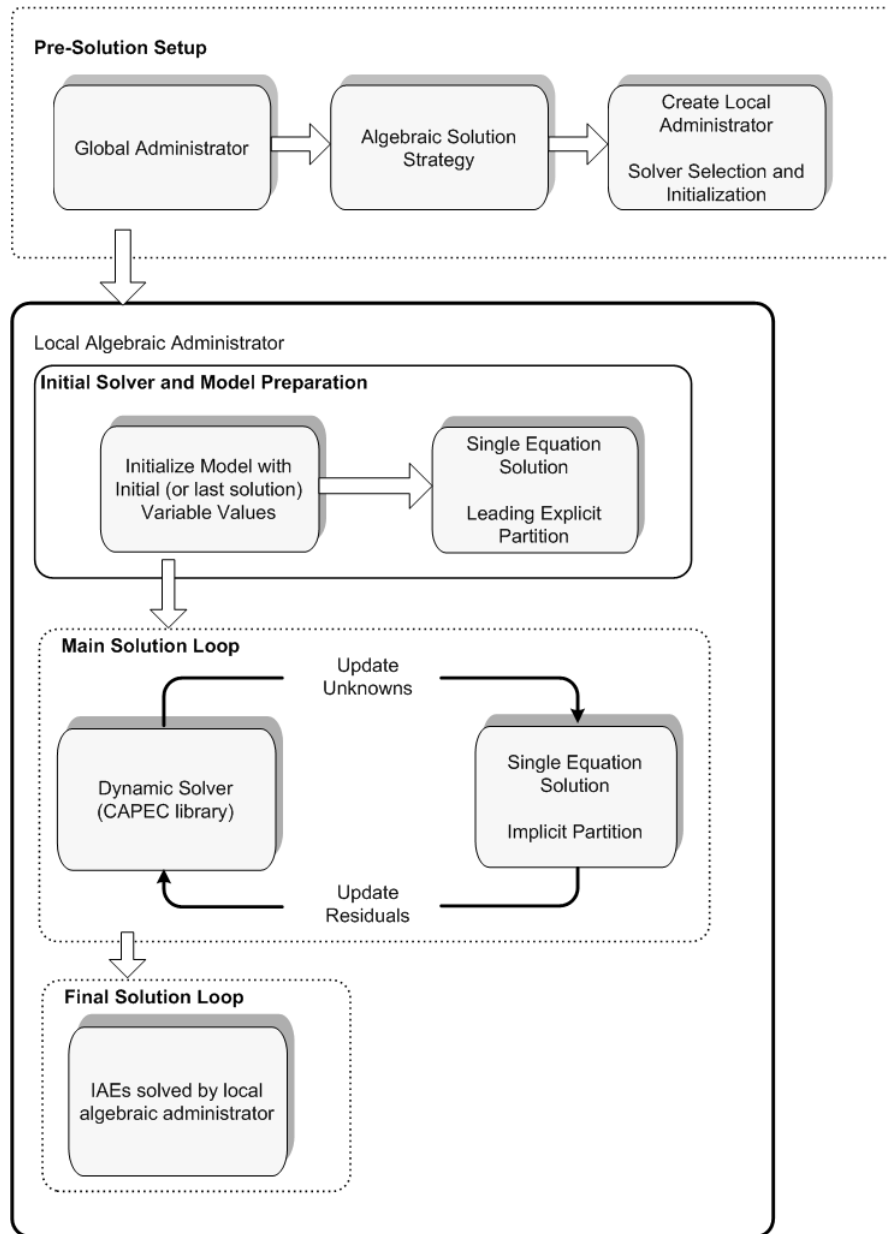 Pre-Solution Setup
Global Administrator
Algebraic Solution
Strategy
Create Local
Administrator
Solver Selection and
Initialization
Local Algebraic Administrator
Initial Solver and Model Preparation
Initialize Model with
Initial (or last solution)
Variable Values
Single Equation
Solution
Leading Explicit
Partition
Main Solution Loop
Update
Unknowns
Dynamic Solver
(CAPEC library)
Single Equation
Solution
Implicit Partition
Update
Residuals
Final Solution Loop
IAEs solved by local
algebraic administrator